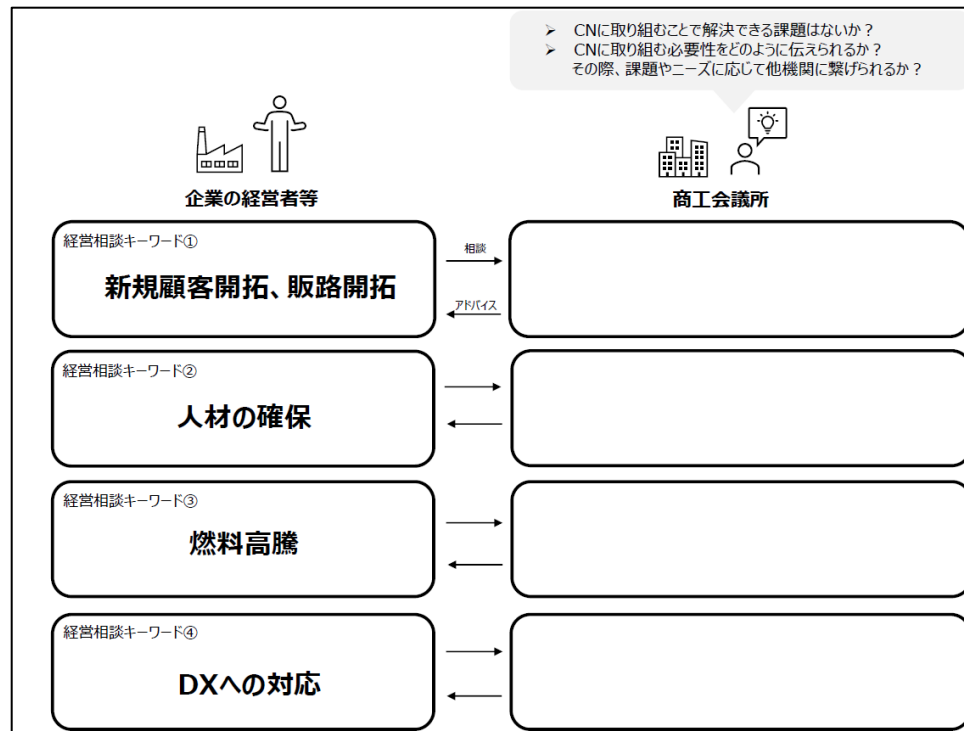 ➢ CNに取り組むことで解決できる課題はないか？
➢ CNに取り組む必要性をどのように伝えられるか？
その際、課題やニーズに応じて他機関に繋げられるか？
企業の経営者等
商工会議所
経営相談キーワード①
新規顧客開拓、販路開拓
相談
アドバイス
経営相談キーワード②
人材の確保
経営相談キーワード③
燃料高騰
経営相談キーワード④
DXへの対応